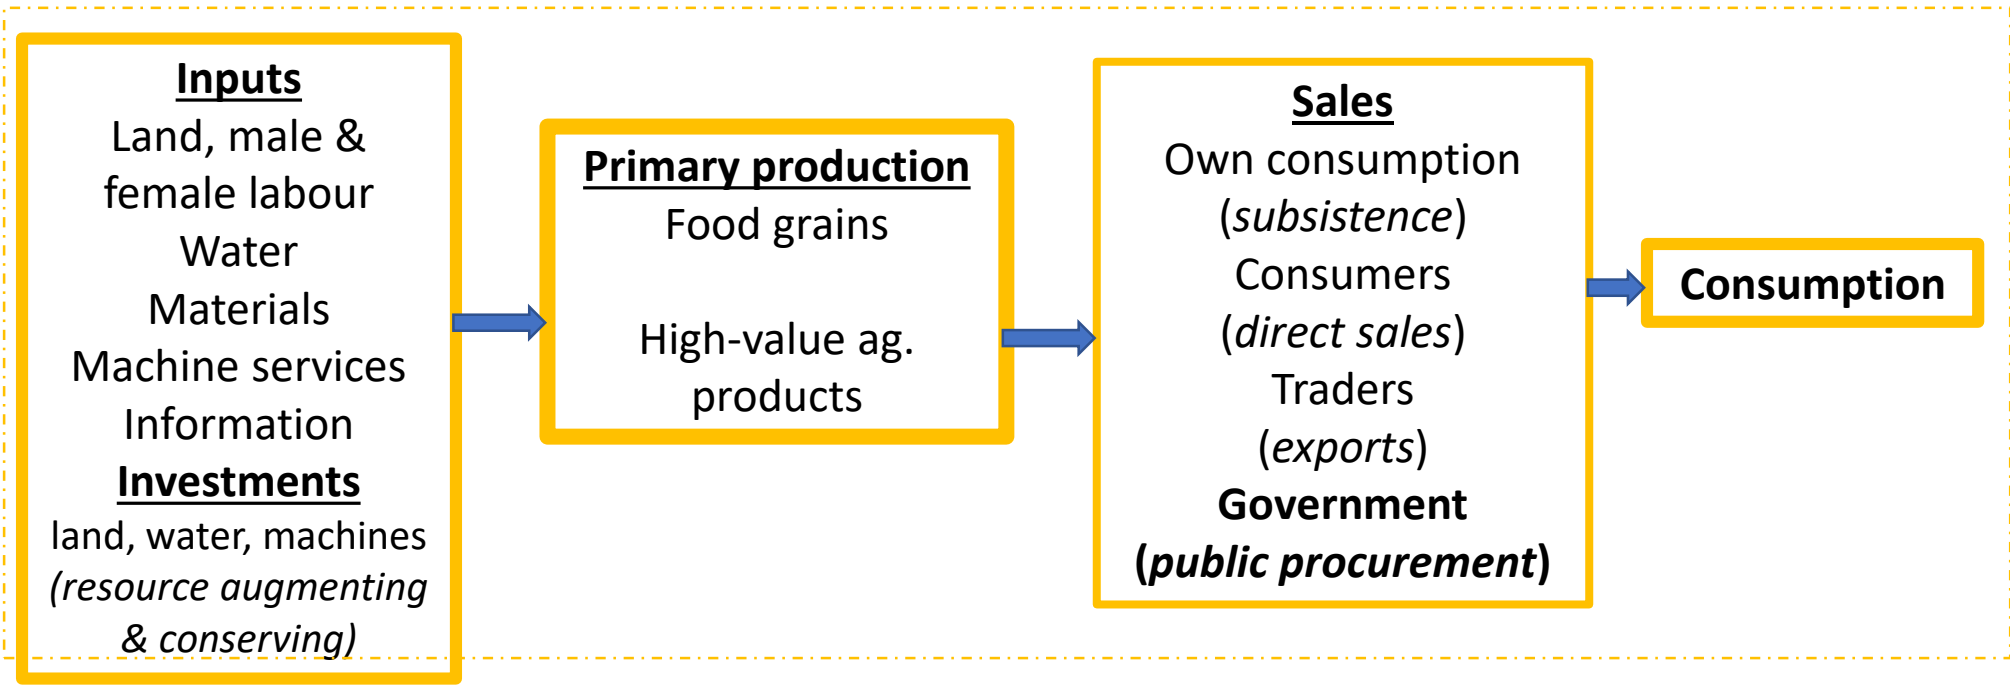 Inputs
Land, male &
female labour
Water
Materials
Machine services
Information
Investments
land, water, machines
(resource augmenting
& conserving)
Primary production
Food grains
High-value ag.
products
Sales
Own consumption
(subsistence)
Consumers
(direct sales)
Traders
(exports)
Government
(public procurement)
Consumption